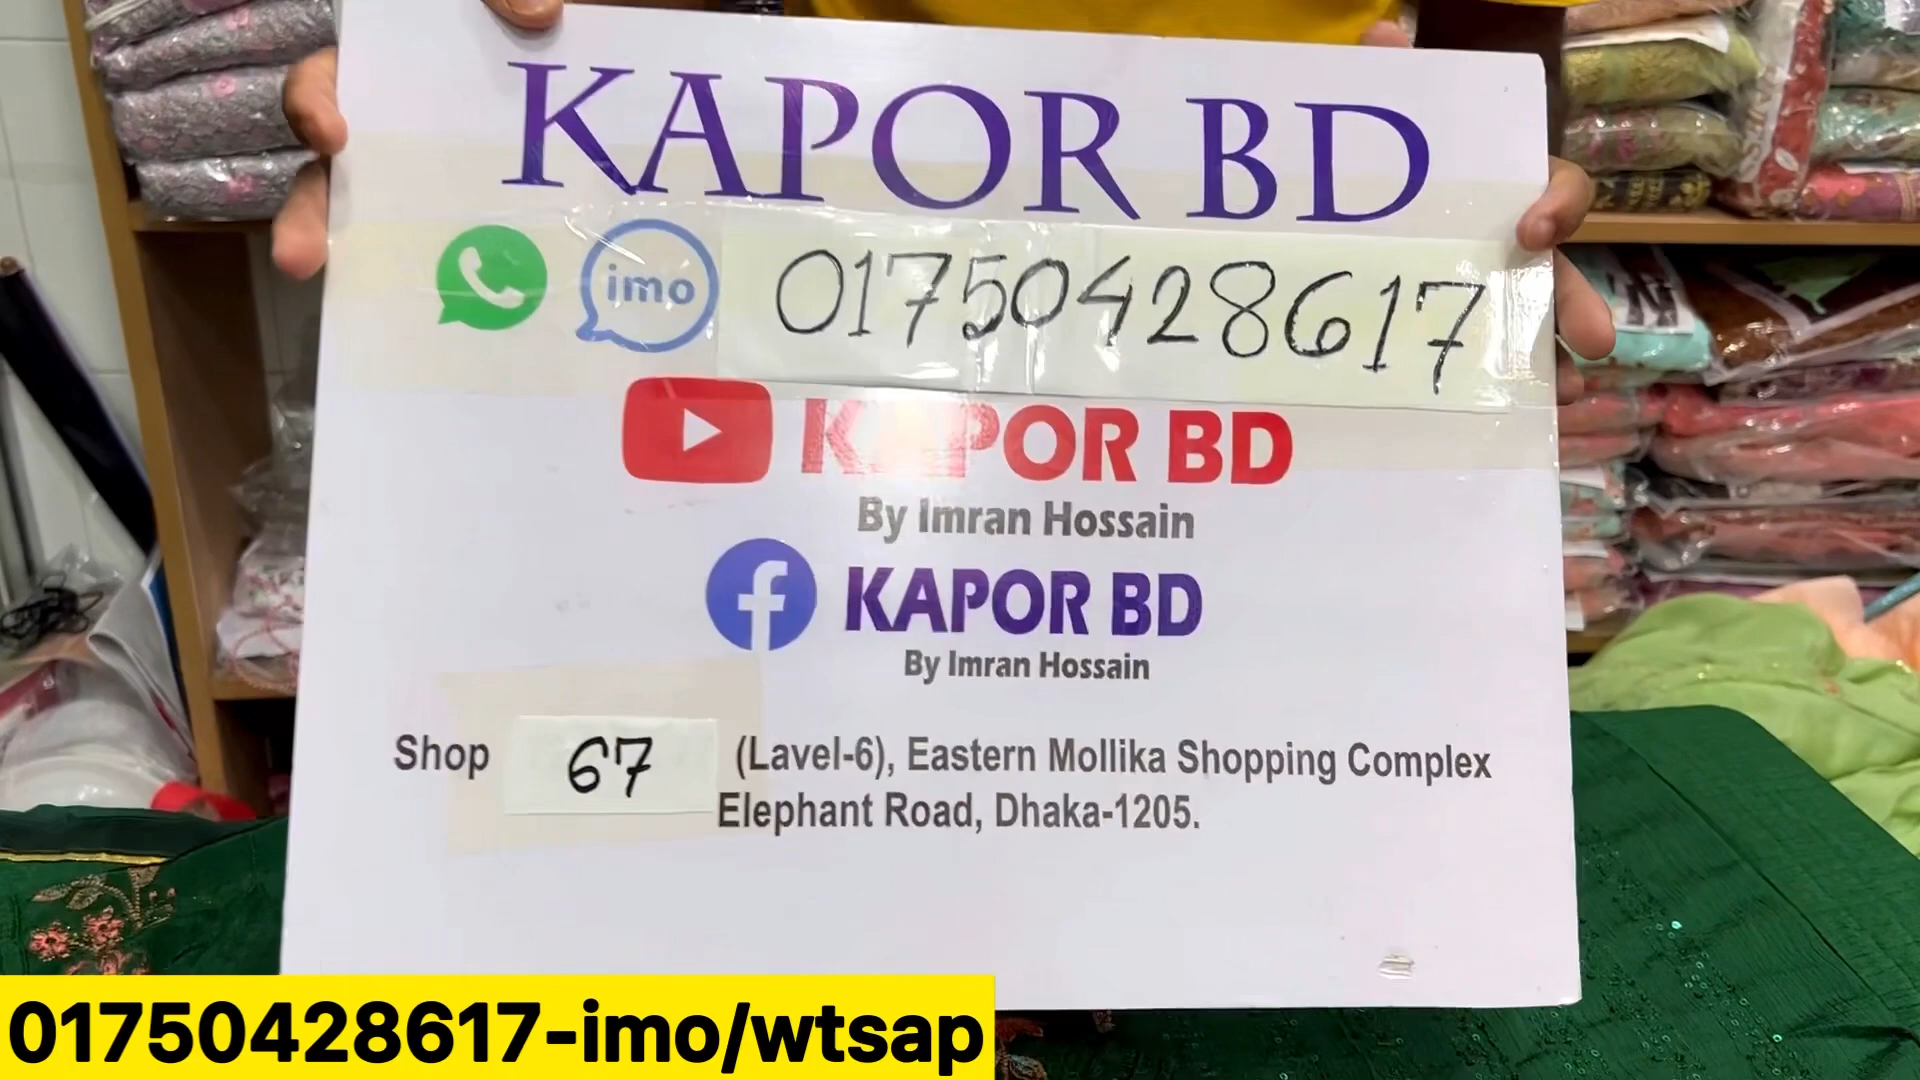 KAPOR BD
imo 01750428617
KAPOR BD
By Imran Hossain
KAPOR BD
By Imran Hossain
Shop 67 (Lavel-6), Eastern Mollika Shopping Complex
Elephant Road, Dhaka-1205.
01750428617-imo/wtsap